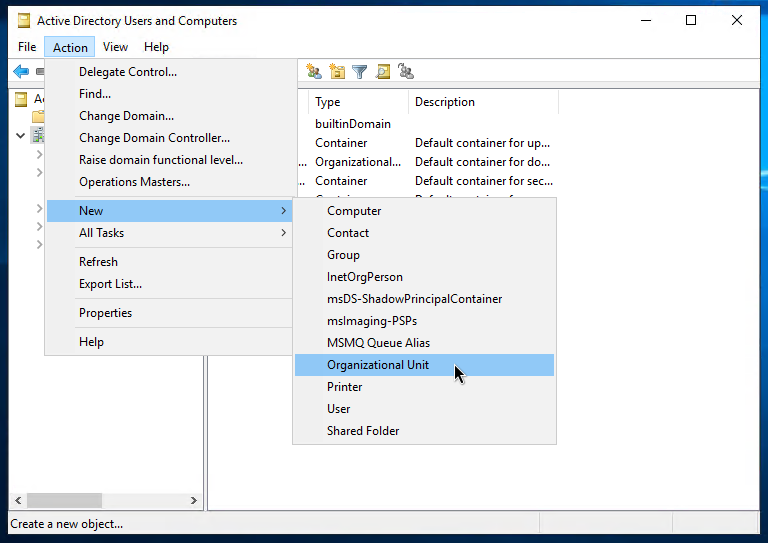 Active Directory Users and Computers
File Action View Help
Type Description
builtinDomain
Container Default container for up...
Organizational... Default container for do...
Container Default container for sec...
Delegate Control...
Find...
Change Domain...
Change Domain Controller...
Raise domain functional level...
Operations Masters...
New
All Tasks
Refresh
Export List...
Properties
Help
Computer
Contact
Group
InetOrgPerson
msDS-ShadowPrincipalContainer
msImaging-PSPs
MSMQ Queue Alias
Organizational Unit
Printer
User
Shared Folder
Create a new object...